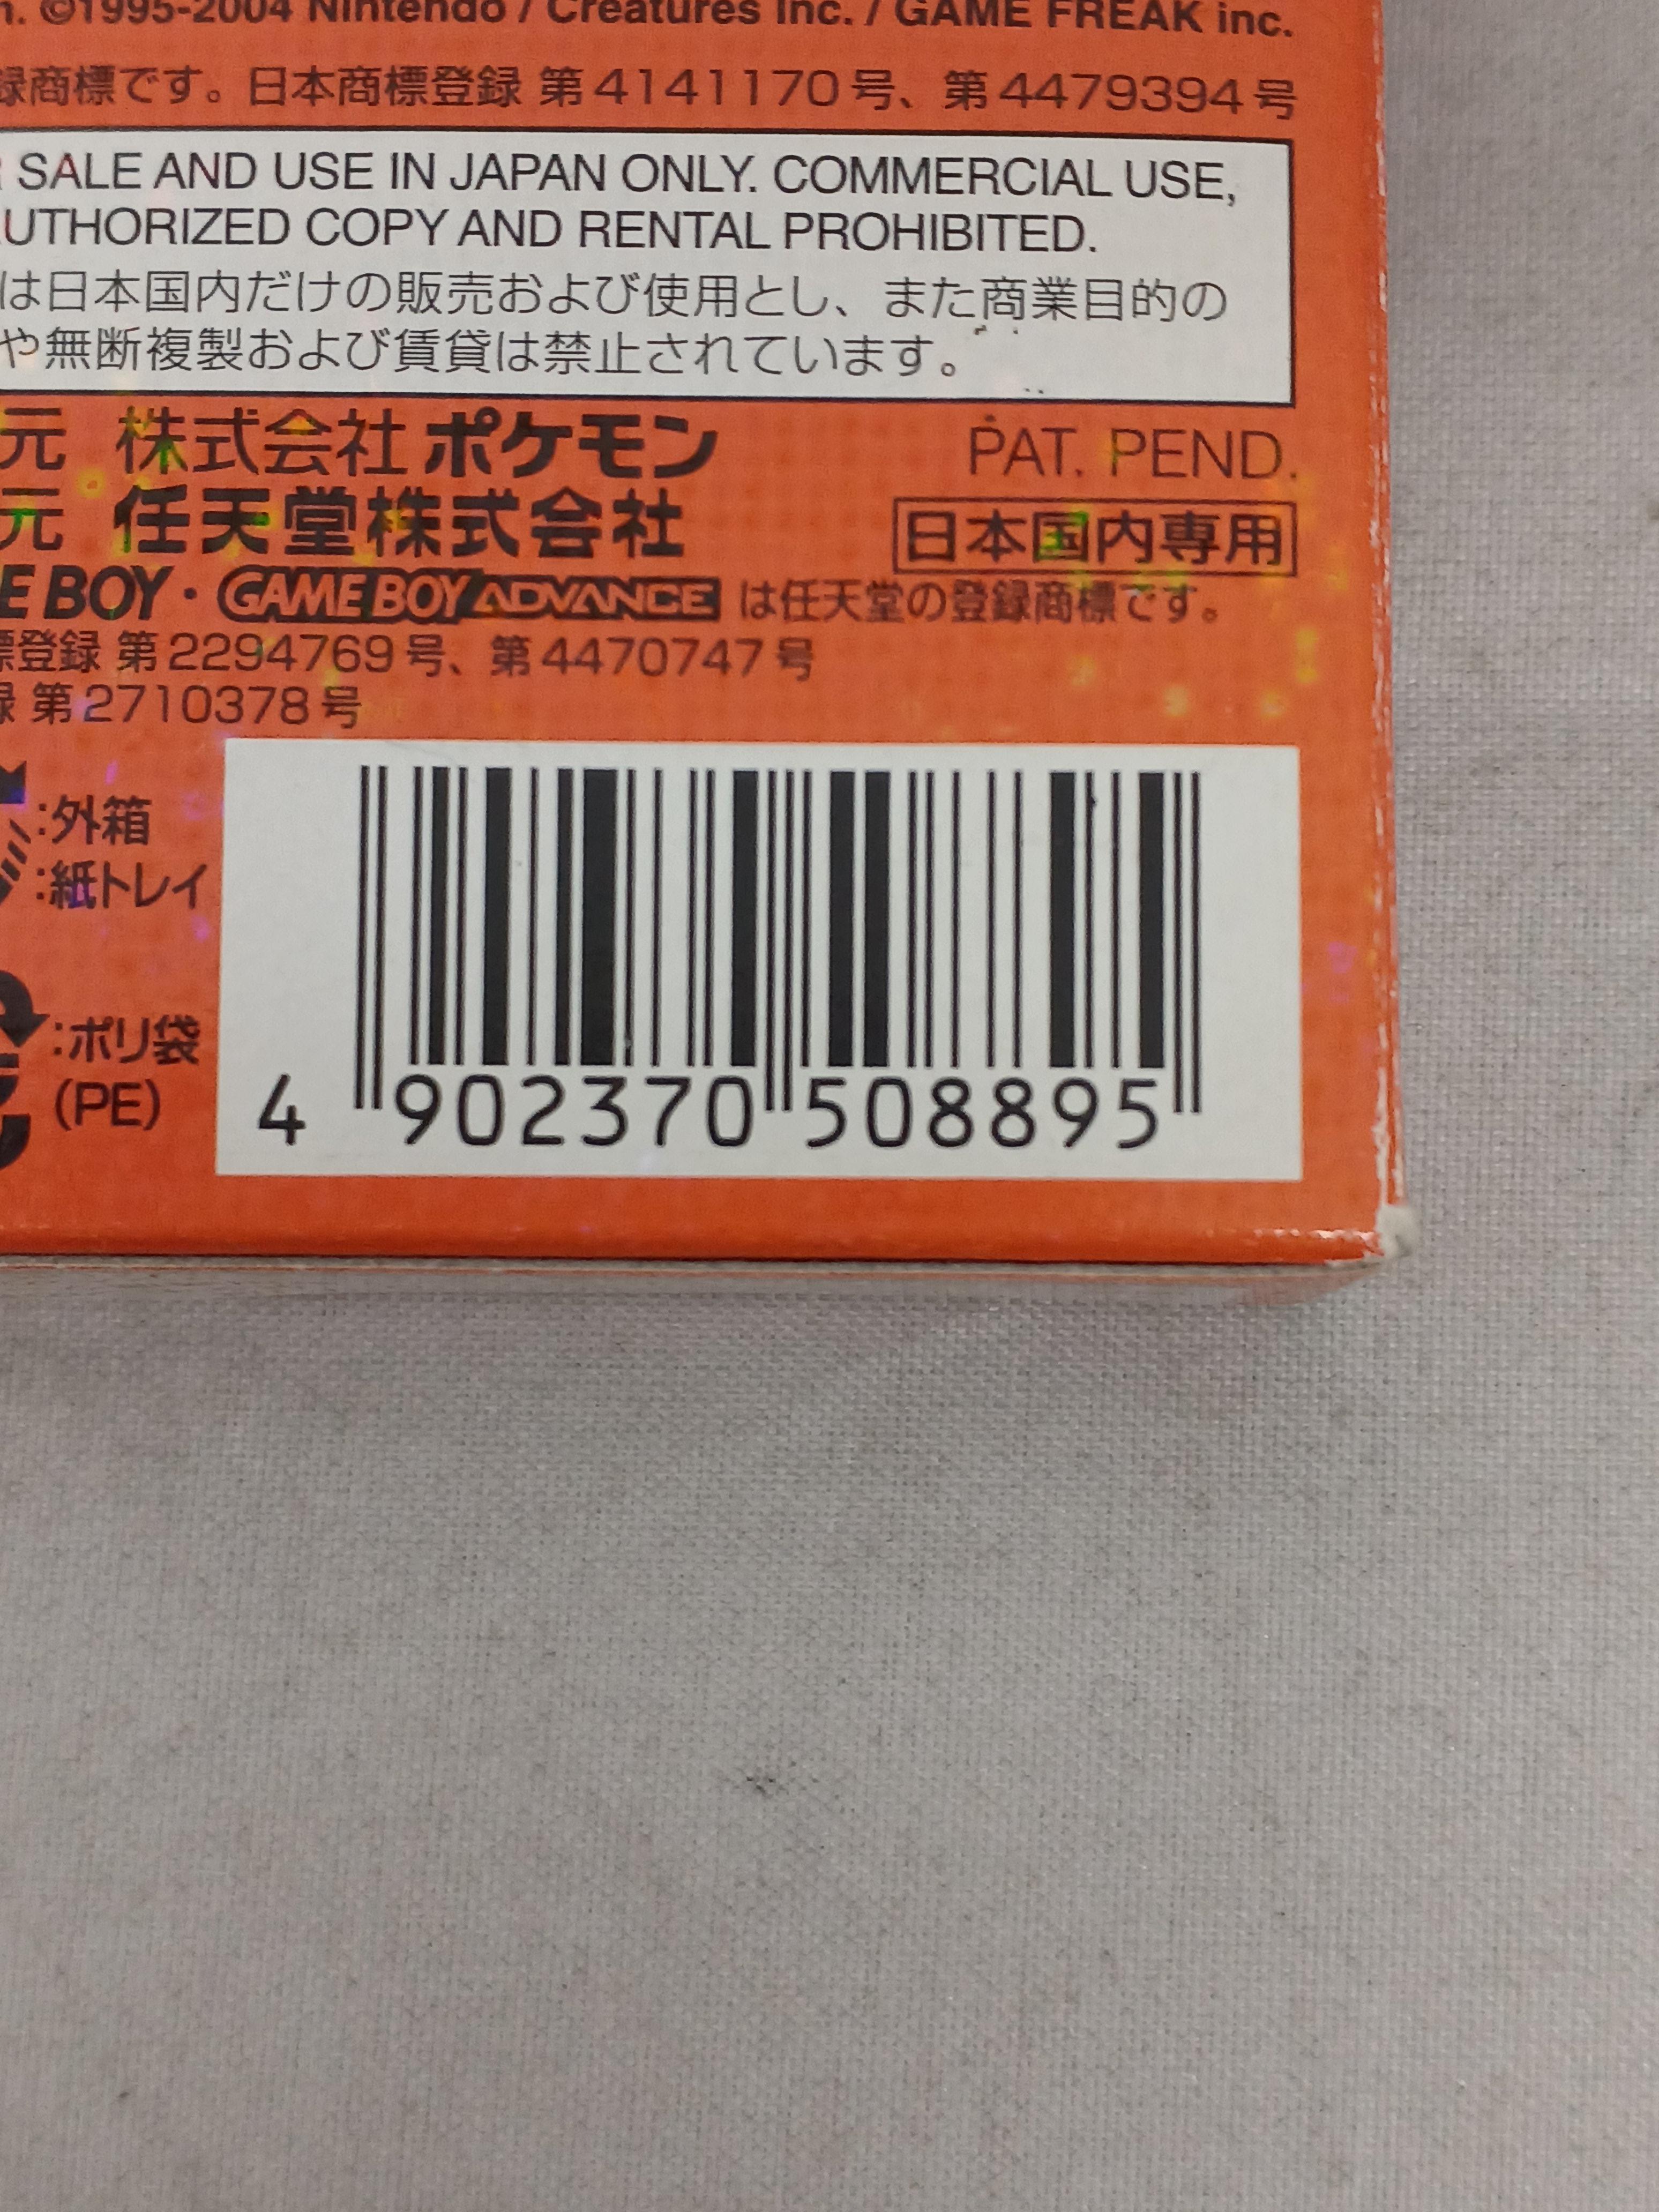 ©1995-2004 Nintendo / Creatures inc. / GAME FREAK inc.
録商標です。日本商標登録 第4141170号、第4479394号
SALE AND USE IN JAPAN ONLY. COMMERCIAL USE,
UTHORIZED COPY AND RENTAL PROHIBITED.
は日本国内だけの販売および使用とし、また商業目的の
や無断複製および賃貸は禁止されています。
元 株式会社ポケモン PAT. PEND.
元 任天堂株式会社 日本国内専用
E BOY・GAME BOY ADVANCE は任天堂の登録商標です。
標登録 第2294769号、第4470747号
録 第2710378号
:外箱
:紙トレイ
:ポリ袋
(PE)
4 902370 508895